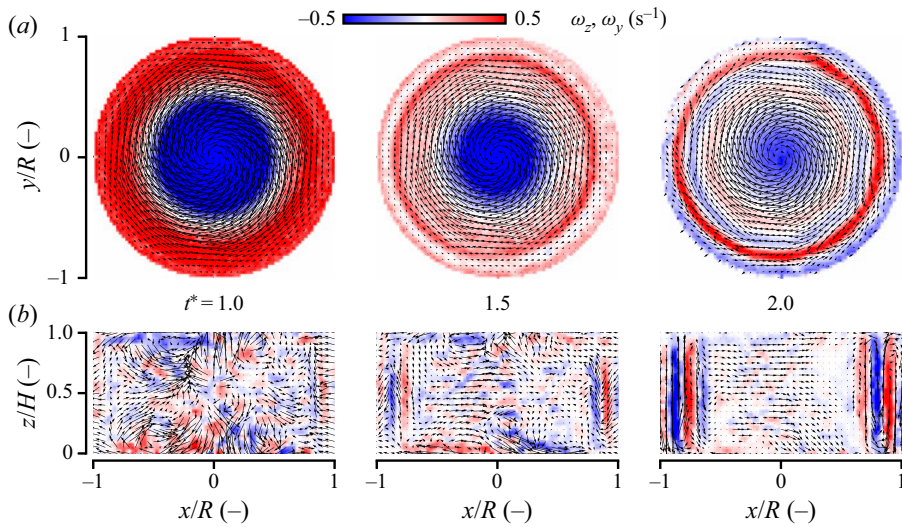 (a) −0.5 0.5 ωz, ωy (s−1)
1
y/R (–)
0
−1
t* = 1.0 1.5 2.0
(b)
1.0
z/H (–)
0.5
0
−1 0 1 −1 0 1 −1 0 1
x/R (–) x/R (–) x/R (–)